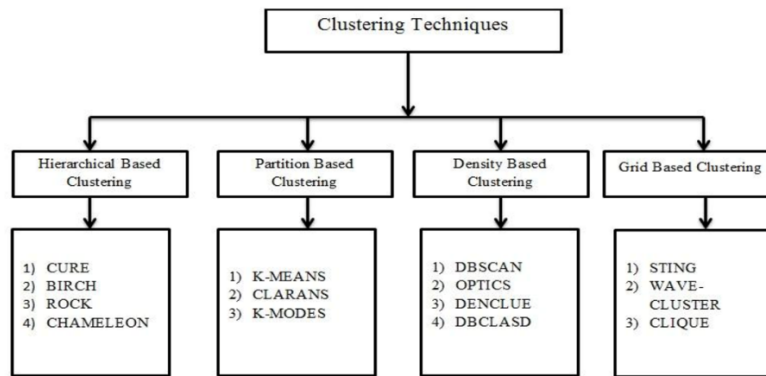 Clustering Techniques
Hierarchical Based
Clustering
Partition Based
Clustering
Density Based
Clustering
Grid Based Clustering
1) CURE
2) BIRCH
3) ROCK
4) CHAMELEON
1) K-MEANS
2) CLARANS
3) K-MODES
1) DBSCAN
2) OPTICS
3) DENCLUE
4) DBCLASD
1) STING
2) WAVE-
CLUSTER
3) CLIQUE